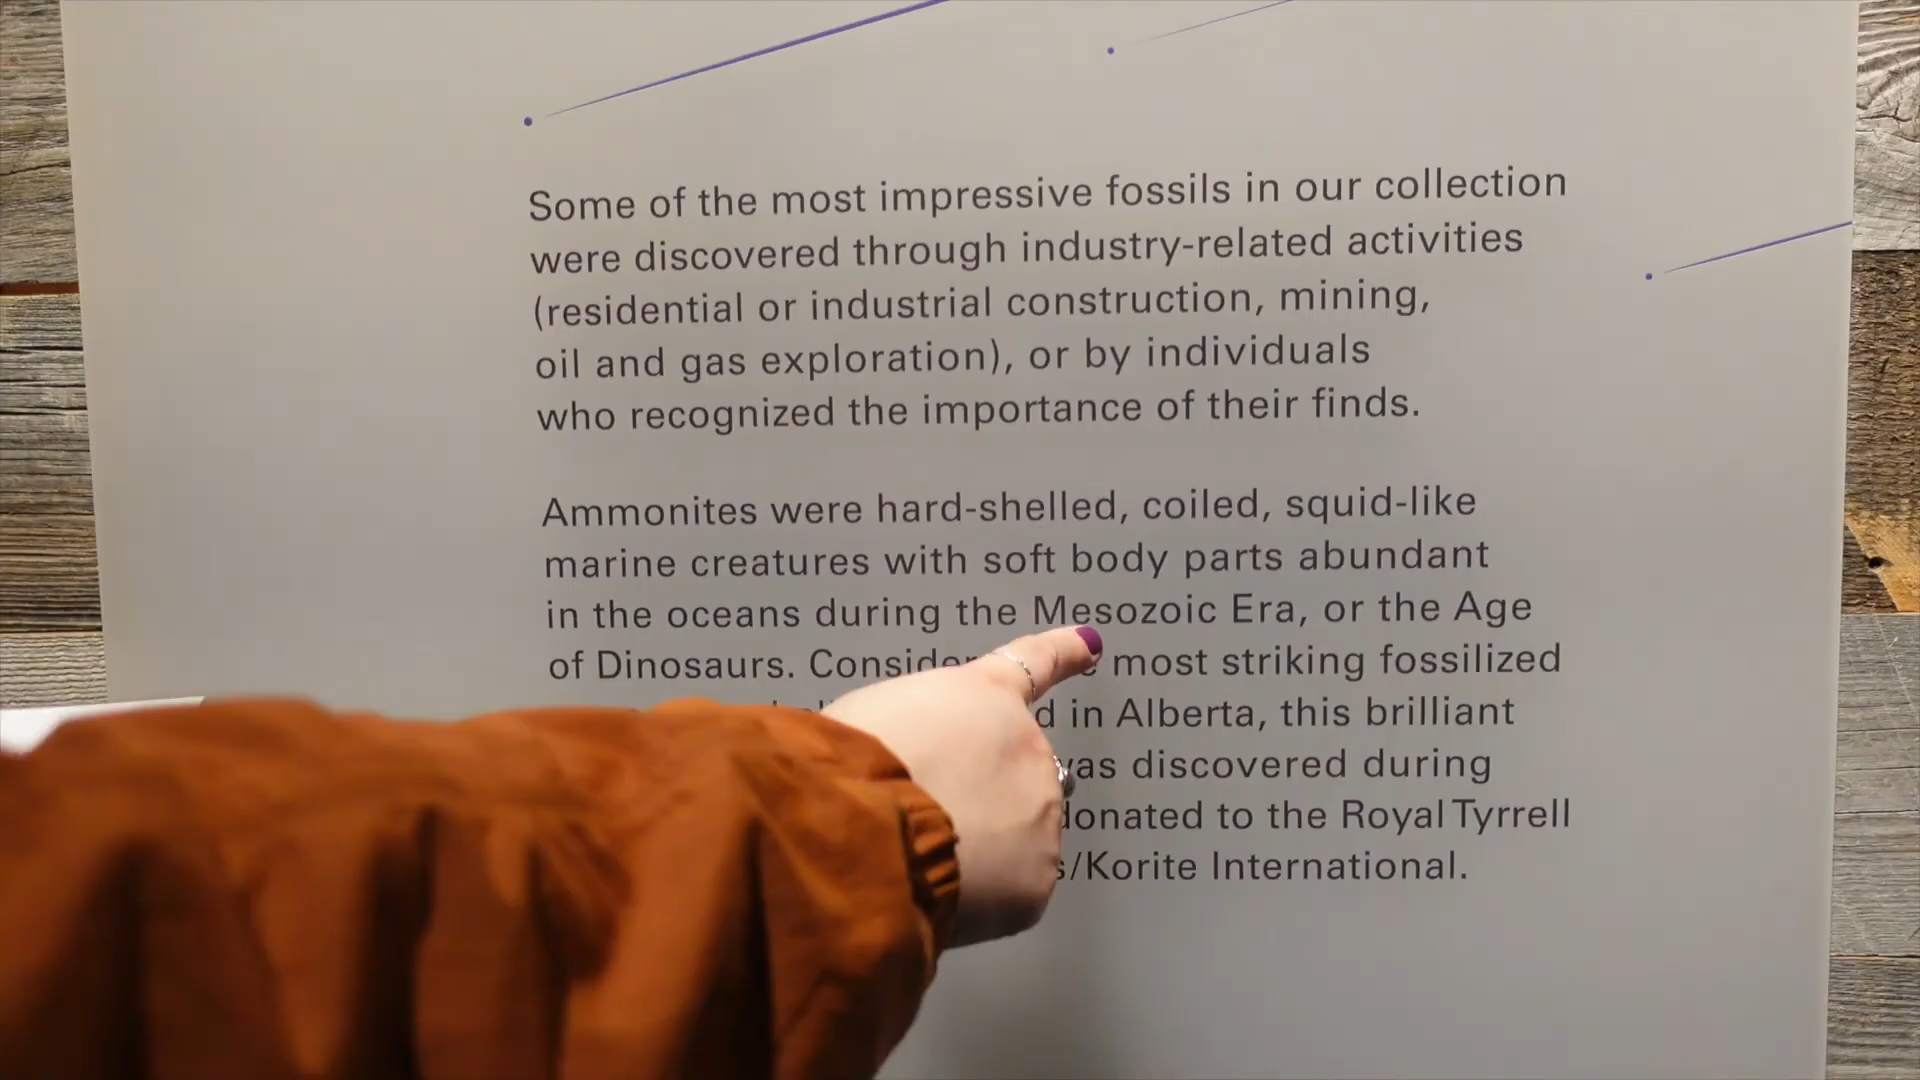 Some of the most impressive fossils in our collection
were discovered through industry-related activities
(residential or industrial construction, mining,
oil and gas exploration), or by individuals
who recognized the importance of their finds.
Ammonites were hard-shelled, coiled, squid-like
marine creatures with soft body parts abundant
in the oceans during the Mesozoic Era, or the Age
of Dinosaurs. most striking fossilized
in Alberta, this brilliant
was discovered during
donated to the Royal Tyrrell
/Korite International.